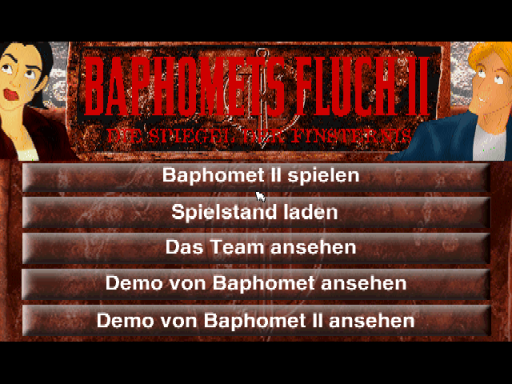 BAPHOMETS FLUCH II
DIE SPIEGEL DER FINSTERNIS
Baphomet II spielen
Spielstand laden
Das Team ansehen
Demo von Baphomet ansehen
Demo von Baphomet II ansehen